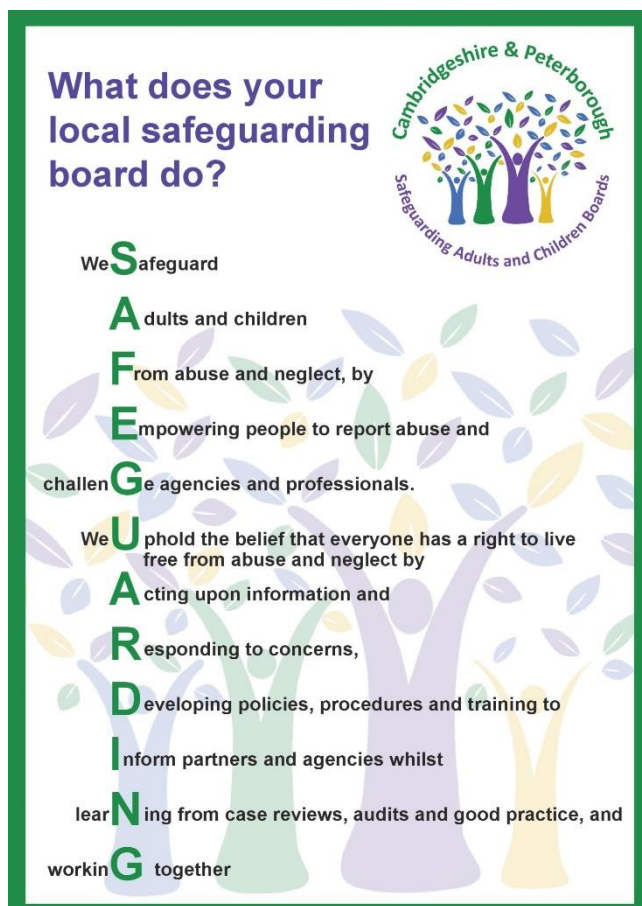 What does your
local safeguarding
board do?
Cambridgeshire & Peterborough
Safeguarding Adults and Children Boards
We Safeguard
Adults and children
From abuse and neglect, by
Empowering people to report abuse and
challenGe agencies and professionals.
We Uphold the belief that everyone has a right to live
free from abuse and neglect by
Acting upon information and
Responding to concerns,
Developing policies, procedures and training to
Inform partners and agencies whilst
learNing from case reviews, audits and good practice, and
workinG together